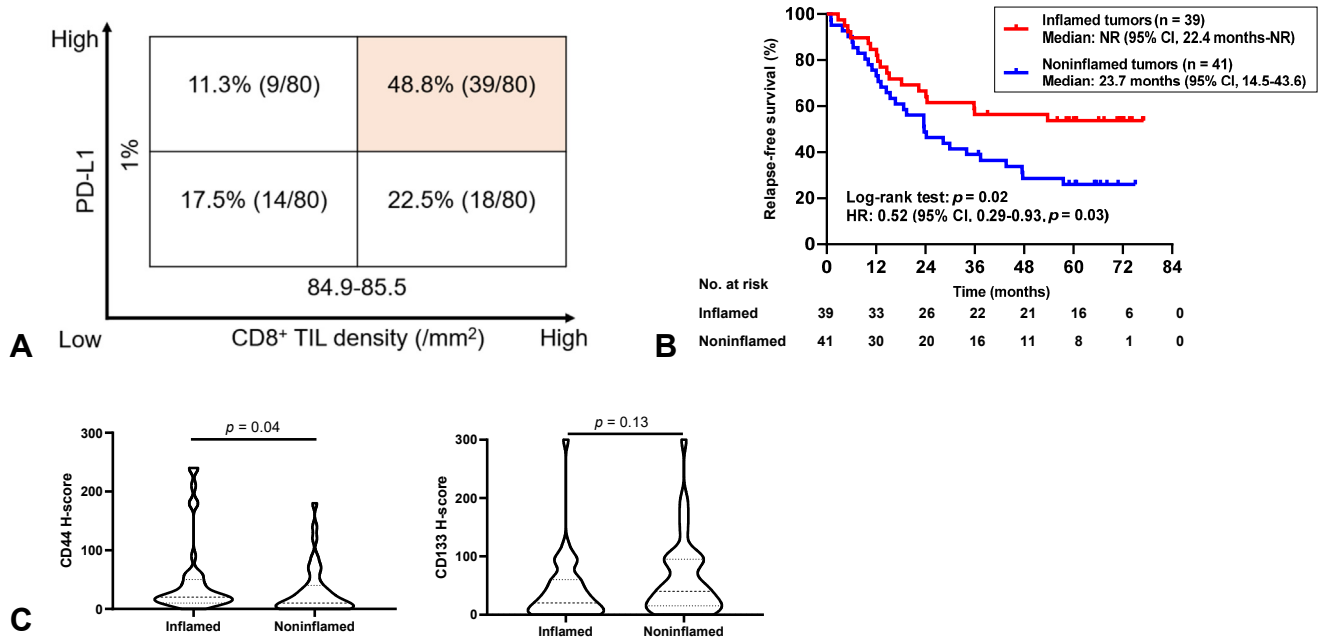 High
PD-L1
1%
11.3% (9/80)
48.8% (39/80)
17.5% (14/80)
22.5% (18/80)
84.9-85.5
Low
CD8⁺ TIL density (/mm²)
High
A
Relapse-free survival (%)
100
80
60
40
20
0
Inflamed tumors (n = 39)
Median: NR (95% CI, 22.4 months-NR)
Noninflamed tumors (n = 41)
Median: 23.7 months (95% CI, 14.5-43.6)
Log-rank test: p = 0.02
HR: 0.52 (95% CI, 0.29-0.93, p = 0.03)
0 12 24 36 48 60 72 84
Time (months)
No. at risk
Inflamed 39 33 26 22 21 16 6 0
Noninflamed 41 30 20 16 11 8 1 0
B
CD44 H-score
300
200
100
0
p = 0.04
Inflamed Noninflamed
CD133 H-score
300
200
100
0
p = 0.13
Inflamed Noninflamed
C